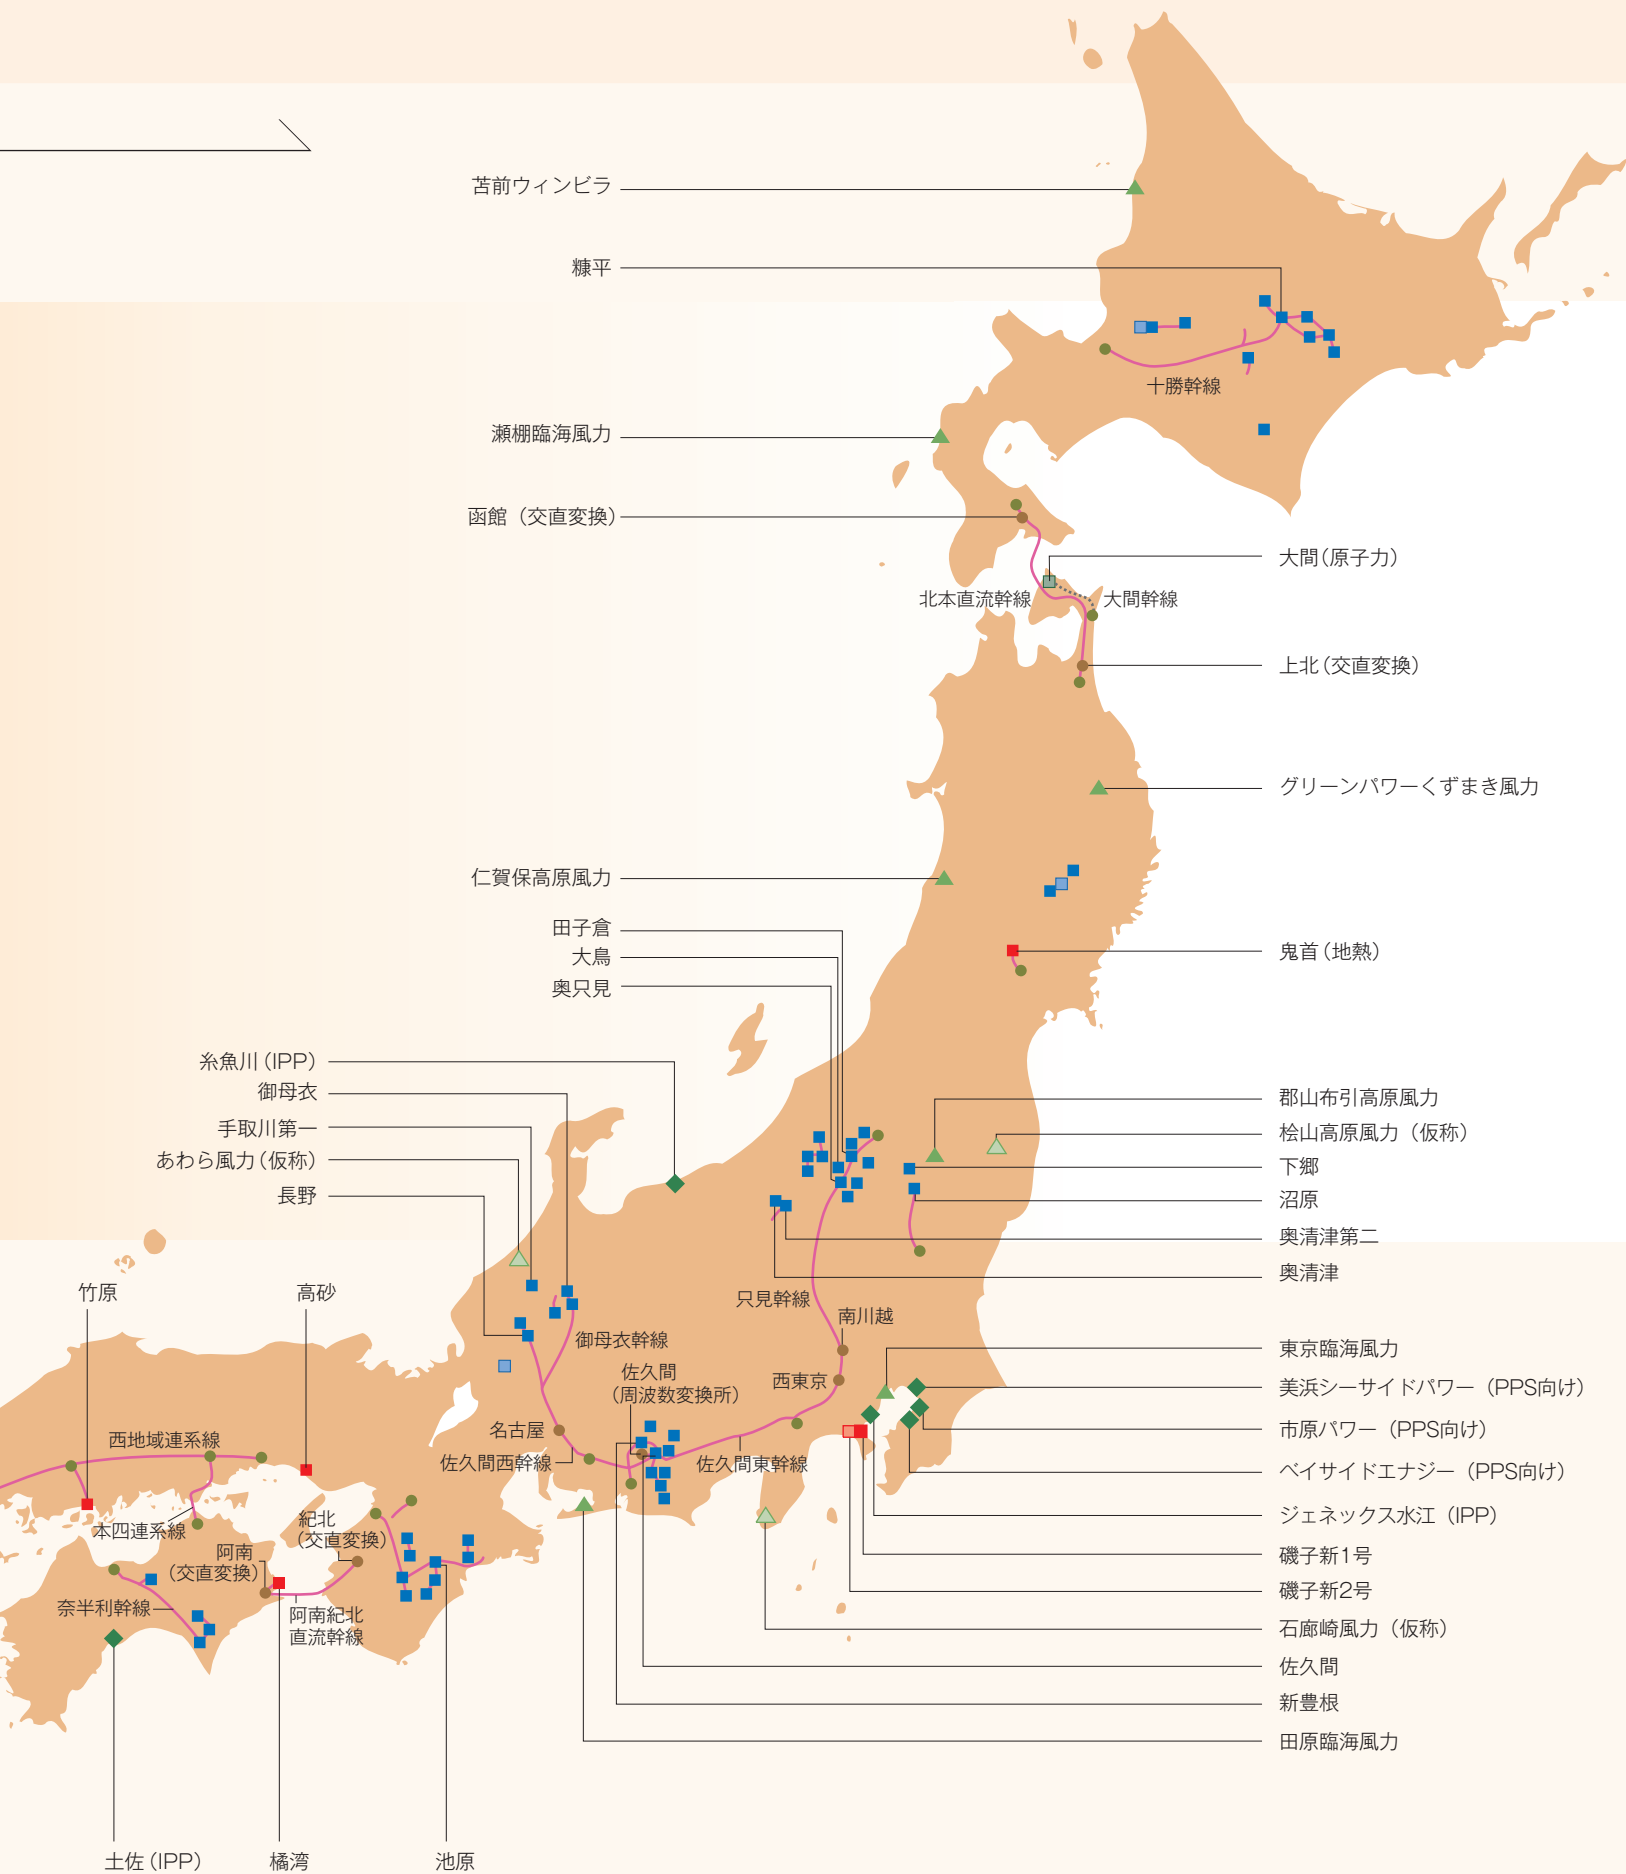 苫前ウィンビラ
糠平
十勝幹線
瀬棚臨海風力
函館（交直変換）
大間（原子力）
北本直流幹線
大間幹線
上北（交直変換）
グリーンパワーくずまき風力
仁賀保高原風力
田子倉
大鳥
奥只見
鬼首（地熱）
糸魚川（IPP）
御母衣
手取川第一
あわら風力（仮称）
長野
郡山布引高原風力
桧山高原風力（仮称）
下郷
沼原
奥清津第二
奥清津
竹原
高砂
只見幹線
南川越
御母衣幹線
佐久間
（周波数変換所）
西東京
東京臨海風力
美浜シーサイドパワー（PPS向け）
市原パワー（PPS向け）
名古屋
西地域連系線
佐久間西幹線
佐久間東幹線
ベイサイドエナジー（PPS向け）
ジェネックス水江（IPP）
本四連系線
紀北
（交直変換）
阿南
（交直変換）
磯子新1号
磯子新2号
奈半利幹線
阿南紀北
直流幹線
石廊崎風力（仮称）
佐久間
新豊根
田原臨海風力
土佐（IPP）
橘湾
池原